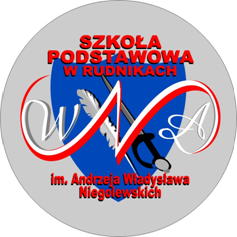 SZKOŁA
PODSTAWOWA
W RUDNIKACH
W N A
im. Andrzeja Władysława
Niegolewskich